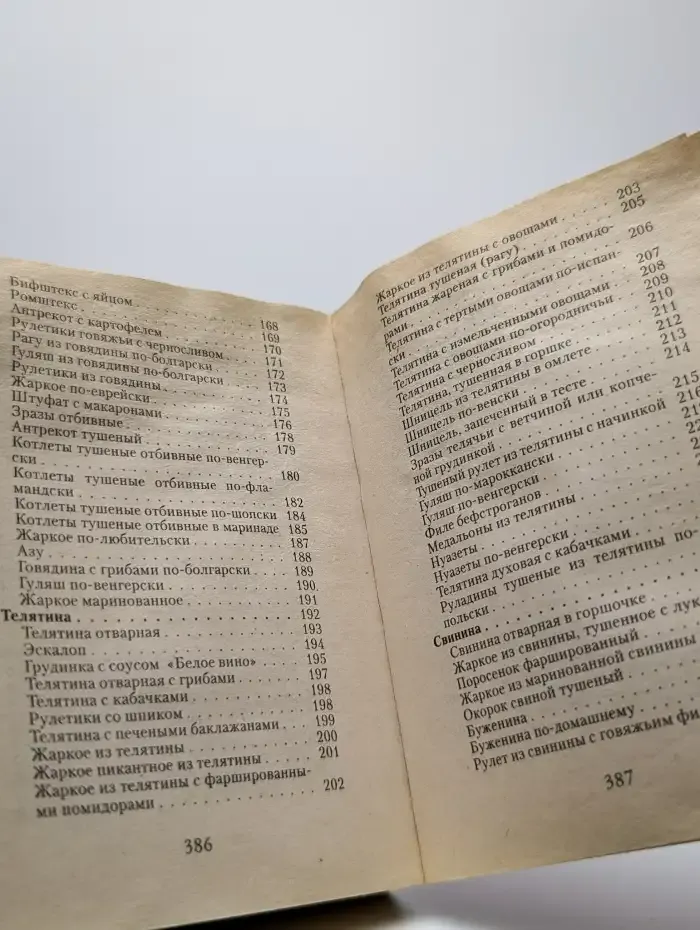 Бифштекс с яйцом . . . . . . . . . . 168
Ромштекс . . . . . . . . . . 169
Антрекот с картофелем . . . . . . . . 170
Рулетики говяжьи с черносливом . . . 171
Рагу из говядины по-болгарски . . . . 172
Гуляш из говядины по-болгарски . . . 173
Рулетики из говядины . . . . . . . . 174
Жаркое по-еврейски . . . . . . . . 175
Штуфат с макаронами . . . . . . . . 176
Зразы отбивные . . . . . . . . . . 178
Антрекот тушеный . . . . . . . . . . 179
Котлеты тушеные отбивные по-венгер-
ски . . . . . . . . . . 180
Котлеты тушеные отбивные по-фла-
мандски . . . . . . . . . . 182
Котлеты тушеные отбивные по-шопски 184
Котлеты тушеные отбивные в маринаде 185
Жаркое по-любительски . . . . . . . . 187
Азу . . . . . . . . . . 188
Говядина с грибами по-болгарски . . . . 189
Гуляш по-венгерски . . . . . . . . . . 190
Жаркое маринованное . . . . . . . . 191
Телятина . . . . . . . . . . 192
Телятина отварная . . . . . . . . . . 193
Эскалоп . . . . . . . . . . 194
Грудинка с соусом «Белое вино» . . . . 195
Телятина отварная с грибами . . . . . . 197
Телятина с кабачками . . . . . . . . 198
Рулетики со шпиком . . . . . . . . . . 198
Телятина с печеными баклажанами . . . 199
Жаркое из телятины . . . . . . . . . . 200
Жаркое пикантное из телятины . . . . 201
Жаркое из телятины с фаршированны-
ми помидорами . . . . . . . . . . 202
386
Жаркое из телятины с овощами . . . . . 203
Телятина тушеная (рагу) . . . . . . . . 205
Телятина жареная с грибами и помидо-
рами . . . . . . . . . . 206
Телятина с тертыми овощами по-испан-
ски . . . . . . . . . . 207
Телятина с измельченными овощами . . 208
Телятина с овощами по-огородничьи . . 209
Телятина с черносливом . . . . . . . . 210
Телятина, тушенная в горшке . . . . . . 211
Шницель из телятины в омлете . . . . . 212
Шницель по-венски . . . . . . . . . . 213
Шницель, запеченный в тесте . . . . . . 214
Зразы телячьи с ветчиной или копче-
ной грудинкой . . . . . . . . . . 215
Тушеный рулет из телятины с начинкой 216
Гуляш по-мароккански . . . . . . . . . .
Гуляш по-венгерски . . . . . . . . . .
Филе бефстроганов . . . . . . . . . .
Медальоны из телятины . . . . . . . .
Нуазеты . . . . . . . . . .
Нуазеты по-венгерски . . . . . . . . . .
Телятина духовая с кабачками . . . . . .
Руладины тушеные из телятины по-
польски . . . . . . . . . .
Свинина . . . . . . . . . .
Свинина отварная в горшочке . . . . . .
Жаркое из свинины, тушенное с лук
Поросенок фаршированный . . . . . .
Жаркое из маринованной свинины
Окорок свиной тушеный . . . . . . . .
Буженина . . . . . . . . . .
Буженина по-домашнему . . . . . . . .
Рулет из свинины с говяжьим фи
387